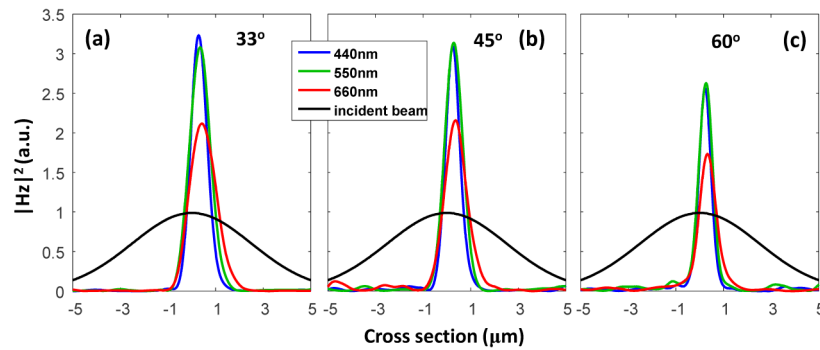 (a) 33°
45° (b)
60° (c)
440nm
550nm
660nm
incident beam
|Hz|² (a.u.)
3.5
3
2.5
2
1.5
1
0.5
0
-5 -3 -1 1 3 5
-5 -3 -1 1 3 5
-5 -3 -1 1 3 5
Cross section (μm)